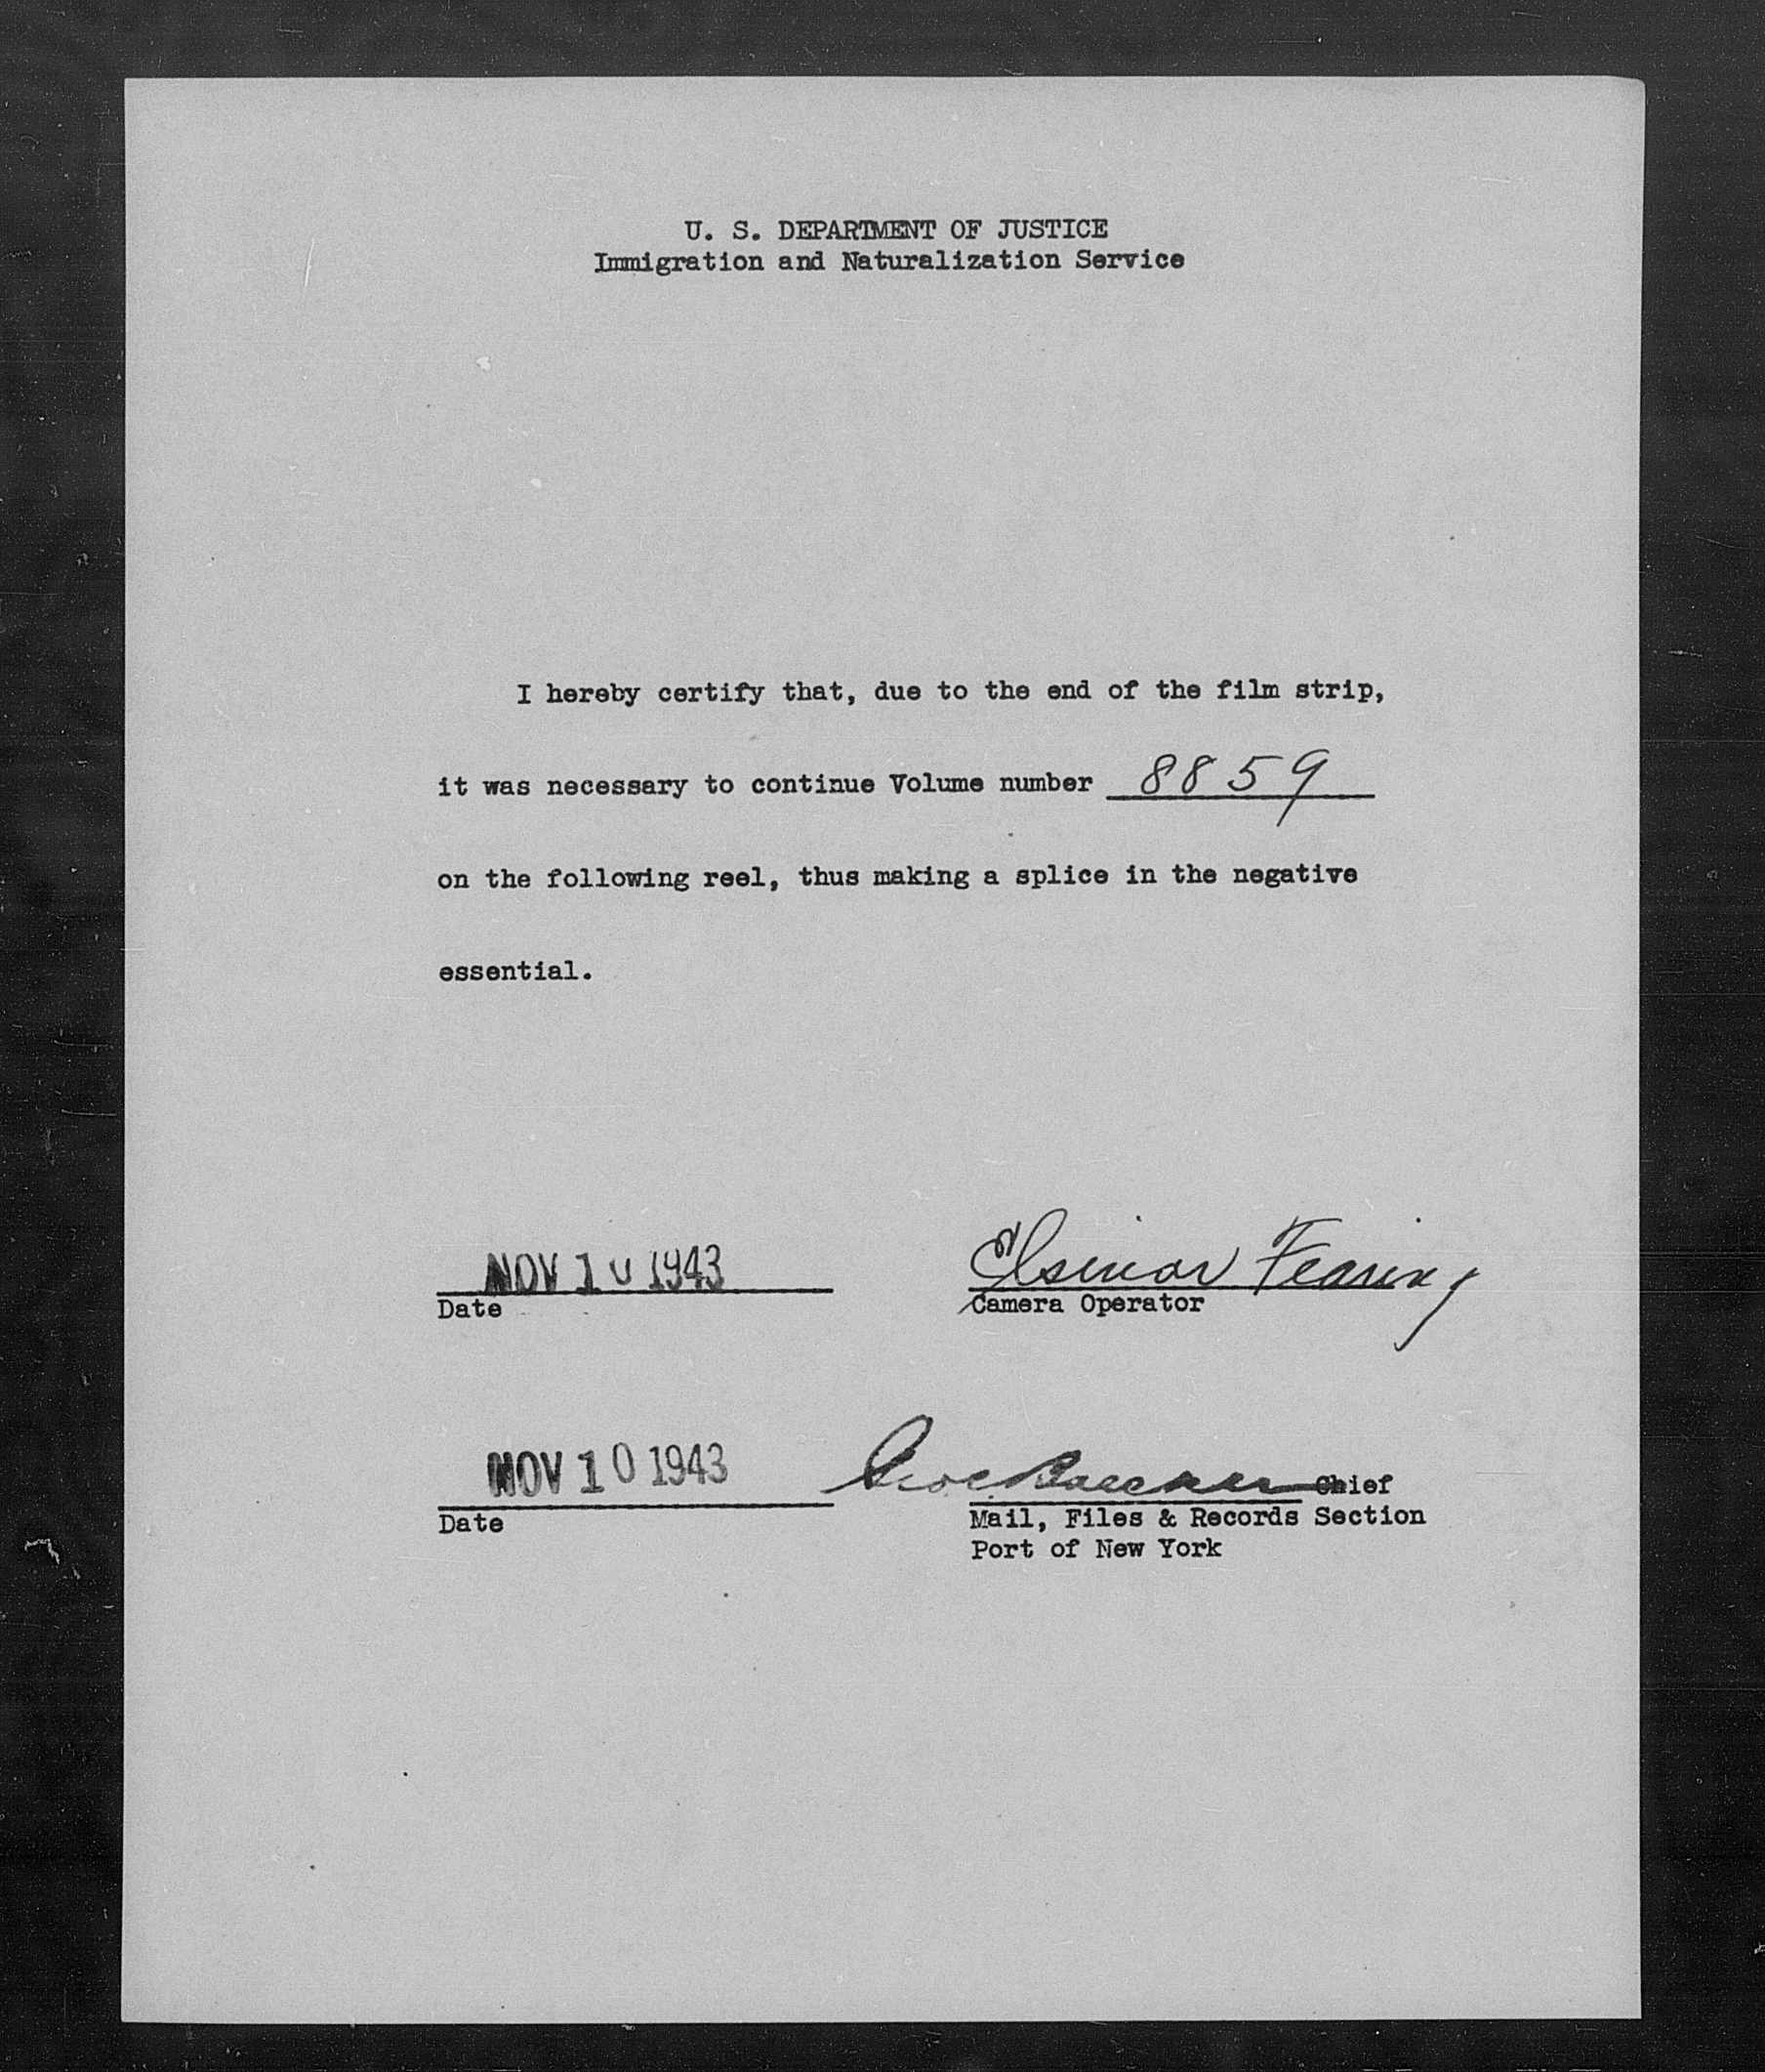 U. S. DEPARTMENT OF JUSTICE
Immigration and Naturalization Service
I hereby certify that, due to the end of the film strip,
it was necessary to continue Volume number 8859
on the following reel, thus making a splice in the negative
essential.
NOV 10 1943 Elsinor Fearing
Date Camera Operator
NOV 10 1943 Chief
Date Mail, Files & Records Section
Port of New York